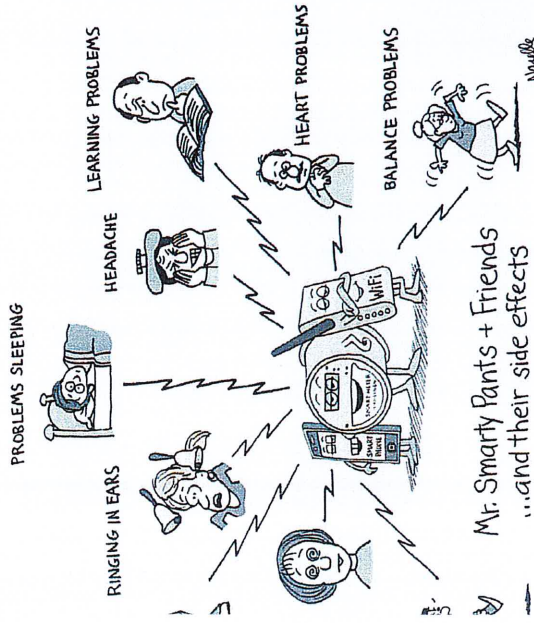 PROBLEMS SLEEPING
HEADACHE
LEARNING PROBLEMS
RINGING IN EARS
HEART PROBLEMS
BALANCE PROBLEMS
SMART PHONE
SMART METER
WiFi
Mr. Smarty Pants + Friends
...and their side effects